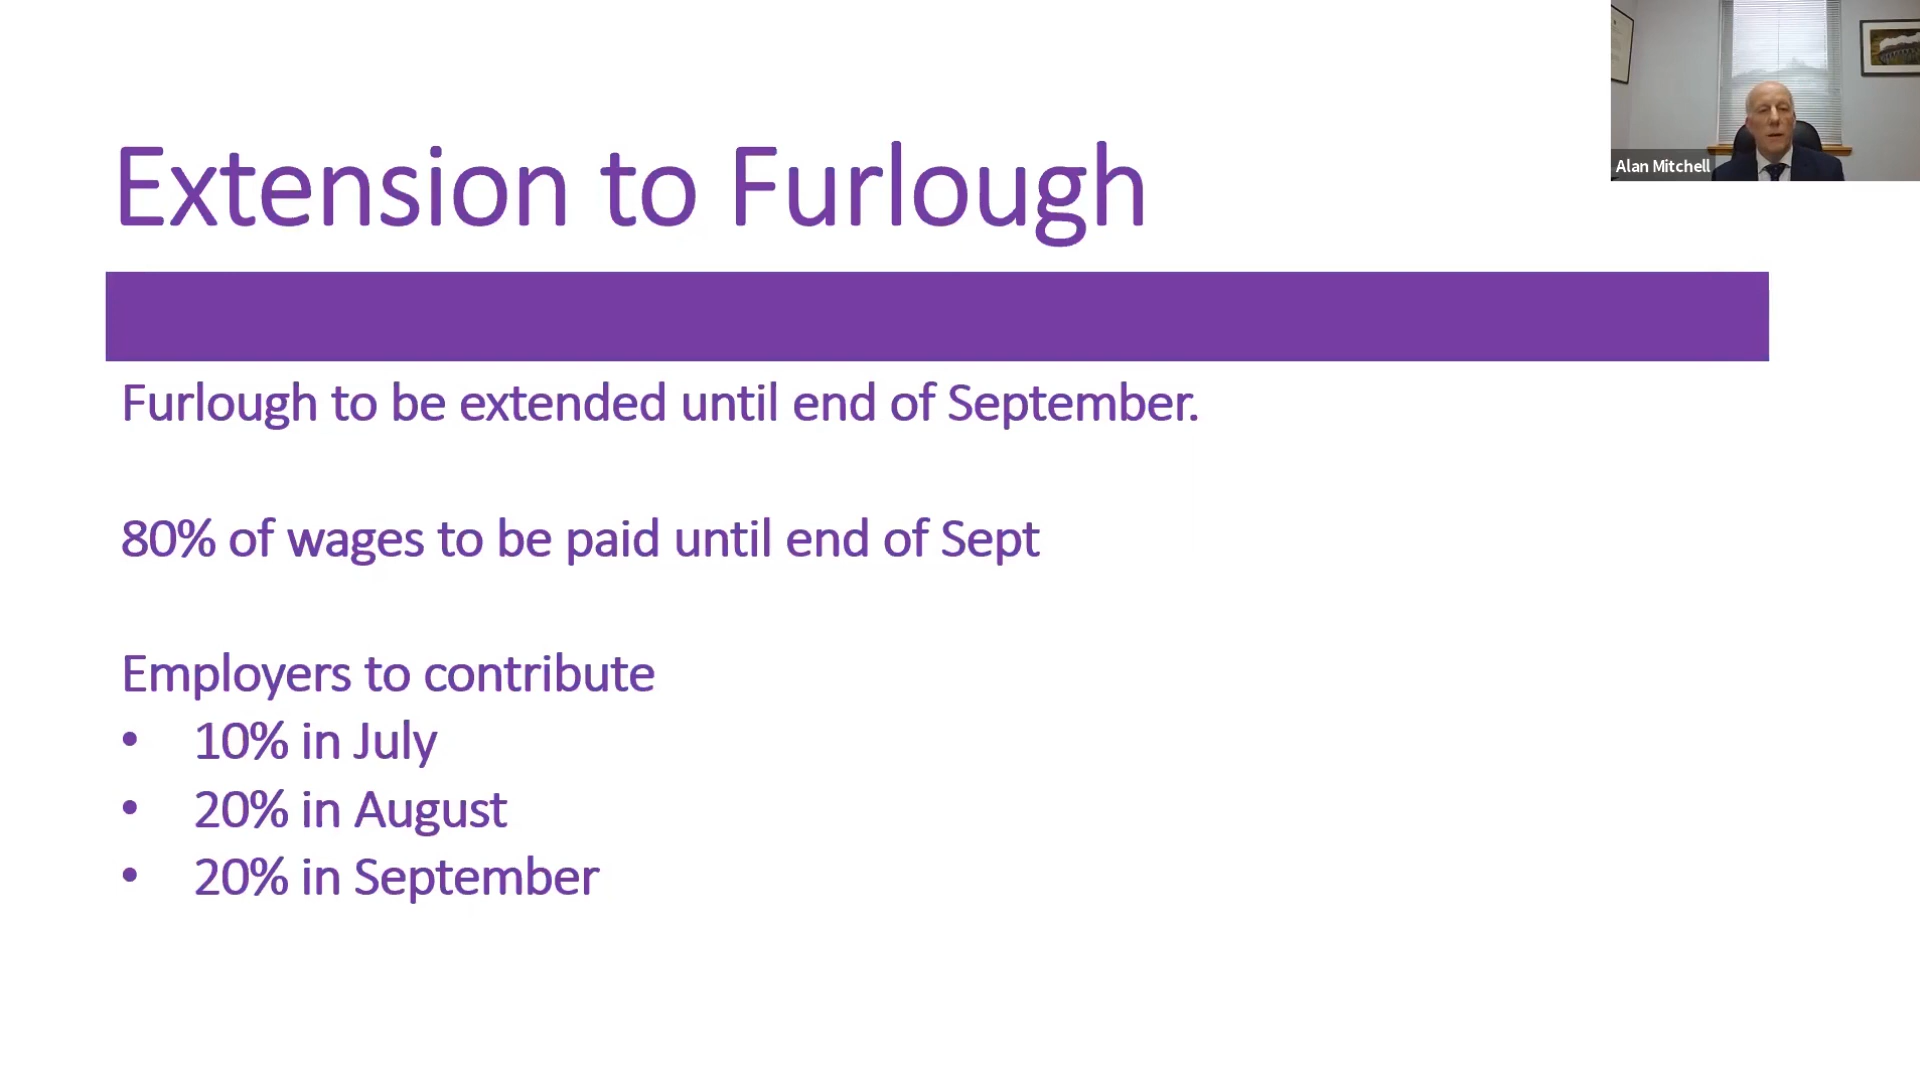 Extension to Furlough
Alan Mitchell
Furlough to be extended until end of September.
80% of wages to be paid until end of Sept
Employers to contribute
• 10% in July
• 20% in August
• 20% in September